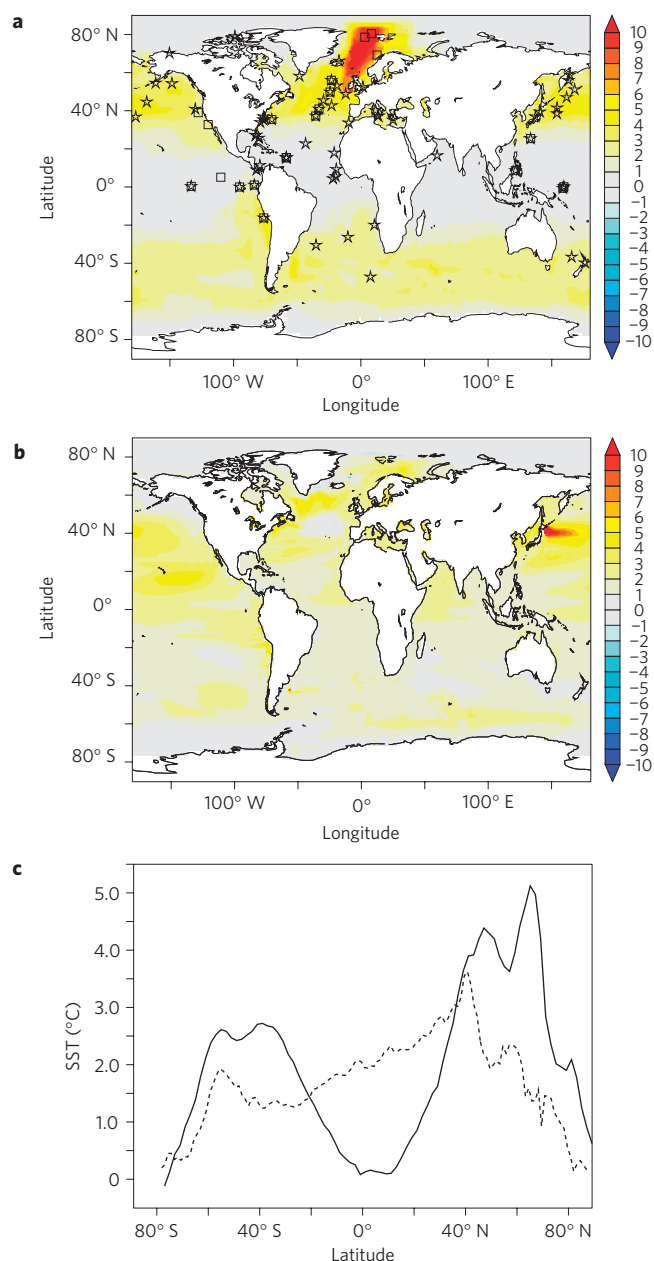 a
80° N
40° N
0°
40° S
80° S
Latitude
100° W
0°
100° E
Longitude
10
9
8
7
6
5
4
3
2
1
0
−1
−2
−3
−4
−5
−6
−7
−8
−9
−10
b
80° N
40° N
0°
40° S
80° S
Latitude
100° W
0°
100° E
Longitude
10
9
8
7
6
5
4
3
2
1
0
−1
−2
−3
−4
−5
−6
−7
−8
−9
−10
c
5.0
4.0
3.0
2.0
1.0
0
SST (°C)
80° S
40° S
0°
40° N
80° N
Latitude